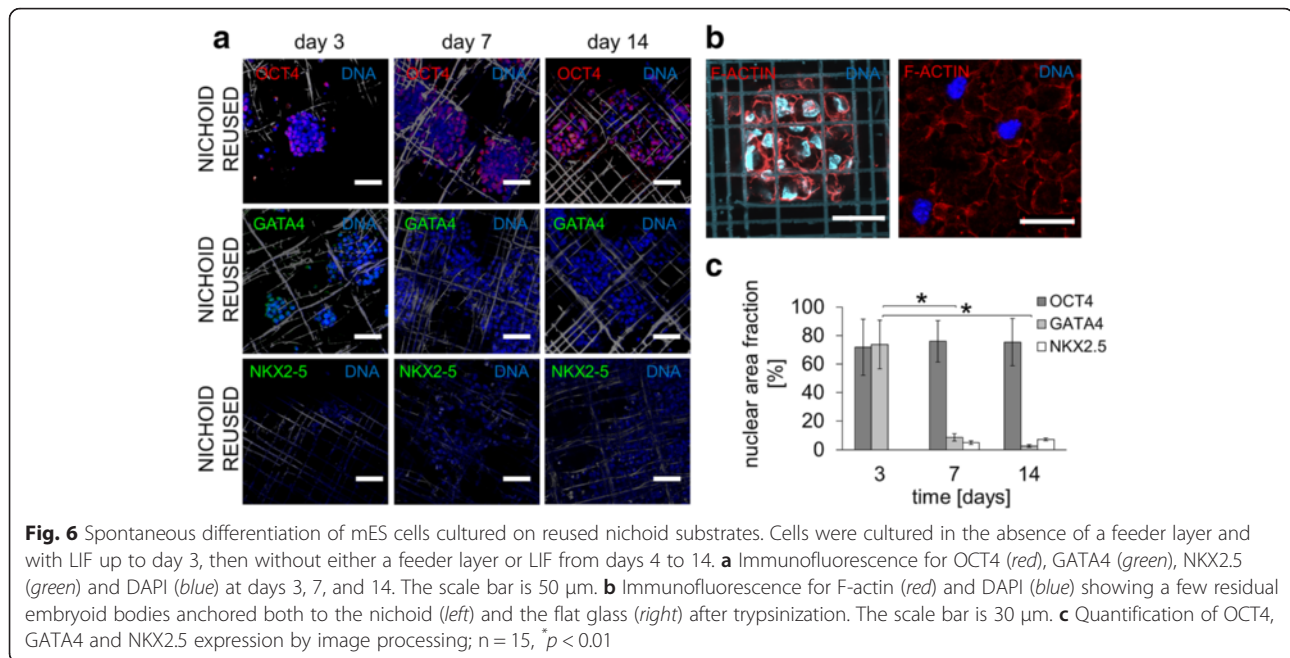 a
day 3
day 7
day 14
NICHOID REUSED
OCT4 DNA
OCT4 DNA
OCT4 DNA
NICHOID REUSED
GATA4 DNA
GATA4 DNA
GATA4 DNA
NICHOID REUSED
NKX2-5 DNA
NKX2-5 DNA
NKX2-5 DNA
b
F-ACTIN DNA
F-ACTIN DNA
c
nuclear area fraction [%]
100
80
60
40
20
0
*
*
OCT4
GATA4
NKX2.5
3 7 14
time [days]
Fig. 6 Spontaneous differentiation of mES cells cultured on reused nichoid substrates. Cells were cultured in the absence of a feeder layer and
with LIF up to day 3, then without either a feeder layer or LIF from days 4 to 14. a Immunofluorescence for OCT4 (red), GATA4 (green), NKX2.5
(green) and DAPI (blue) at days 3, 7, and 14. The scale bar is 50 μm. b Immunofluorescence for F-actin (red) and DAPI (blue) showing a few residual
embryoid bodies anchored both to the nichoid (left) and the flat glass (right) after trypsinization. The scale bar is 30 μm. c Quantification of OCT4,
GATA4 and NKX2.5 expression by image processing; n = 15, *p < 0.01